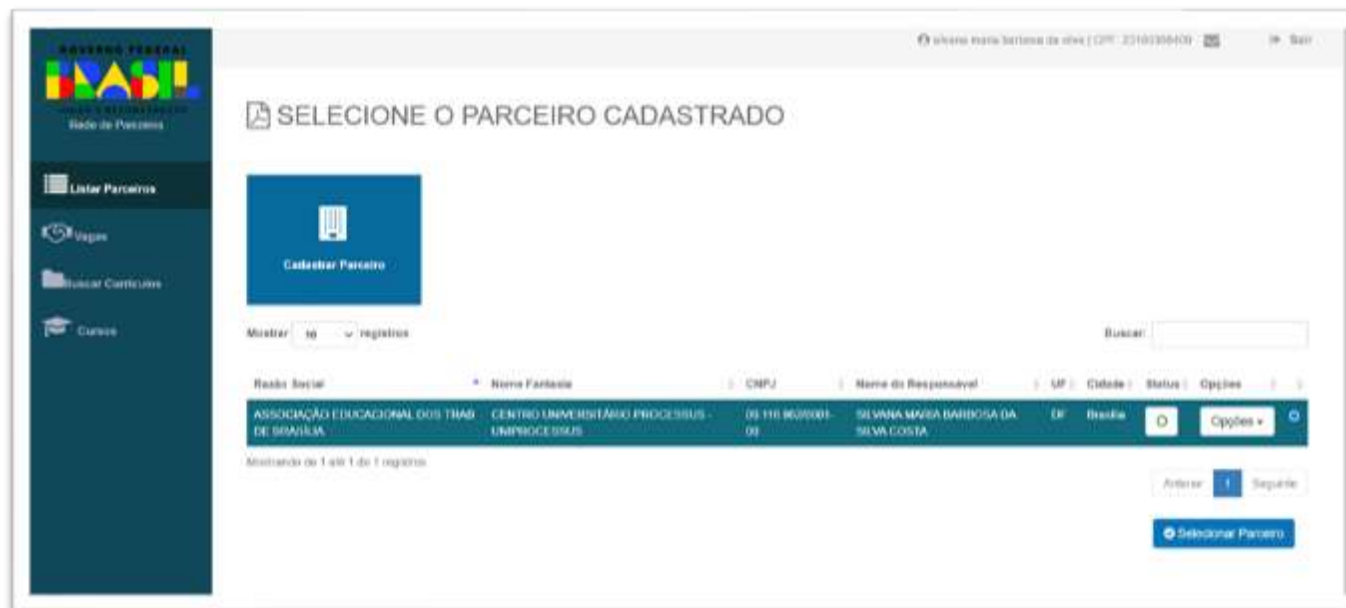 GOVERNO FEDERAL
BRASIL
UNIÃO E RECONSTRUÇÃO
Rede de Parceiros
Sair
SELECIONE O PARCEIRO CADASTRADO
Listar Parceiros
Vagas
Buscar Currículos
Cursos
Cadastrar Parceiro
Mostrar 10 registros
Buscar:
Razão Social Nome Fantasia CNPJ Nome do Responsável UF Cidade Status Opções
ASSOCIAÇÃO EDUCACIONAL DOS TRAB CENTRO UNIVERSITÁRIO PROCESSUS - SILVANA MARIA BARBOSA DA DF Brasília Opções
DE BRASÍLIA UNIPROCESSUS SILVA COSTA
Mostrando de 1 até 1 de 1 registros
Anterior 1 Seguinte
Selecionar Parceiro